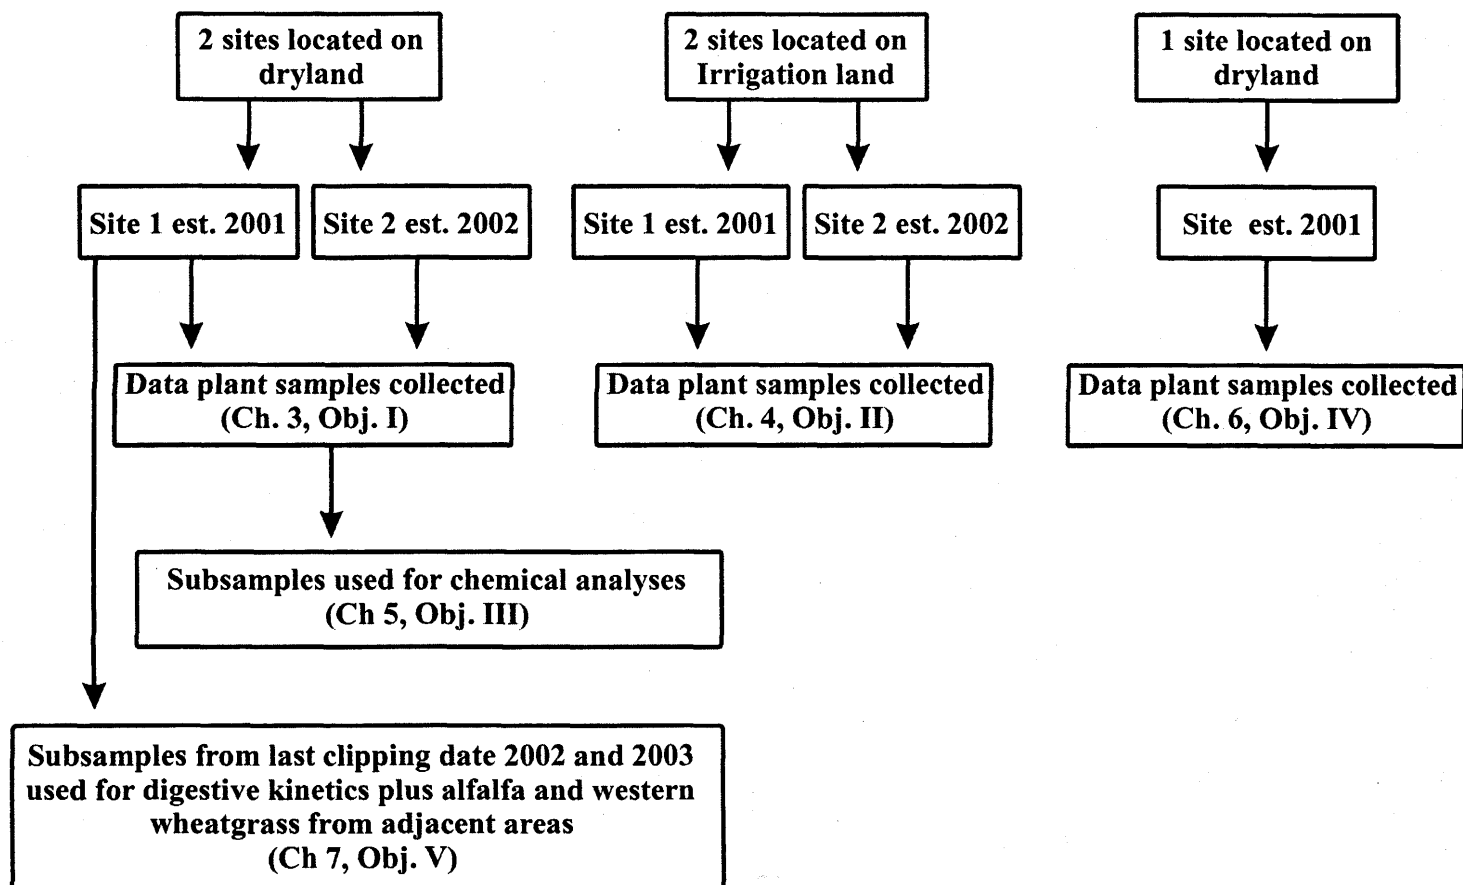 2 sites located on
dryland
2 sites located on
Irrigation land
1 site located on
dryland
Site 1 est. 2001
Site 2 est. 2002
Site 1 est. 2001
Site 2 est. 2002
Site est. 2001
Data plant samples collected
(Ch. 3, Obj. I)
Data plant samples collected
(Ch. 4, Obj. II)
Data plant samples collected
(Ch. 6, Obj. IV)
Subsamples used for chemical analyses
(Ch 5, Obj. III)
Subsamples from last clipping date 2002 and 2003
used for digestive kinetics plus alfalfa and western
wheatgrass from adjacent areas
(Ch 7, Obj. V)